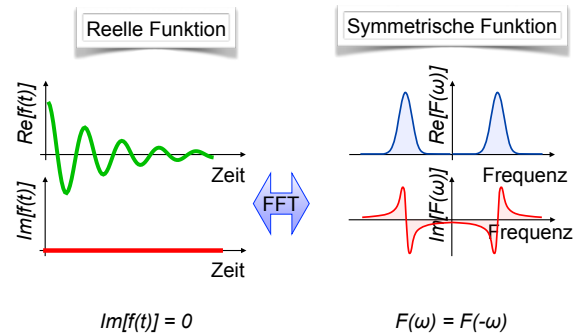 Reelle Funktion
Symmetrische Funktion
Re[f(t)]
Zeit
Im[f(t)]
Zeit
FFT
Re[F(ω)]
Frequenz
Im[F(ω)]
Frequenz
Im[f(t)] = 0
F(ω) = F(-ω)